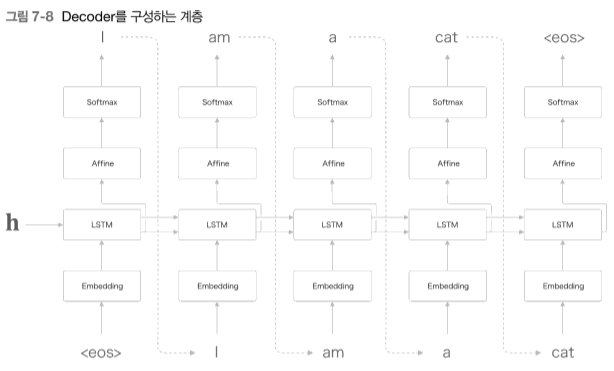 그림 7-8 Decoder를 구성하는 계층
I am a cat <eos>
Softmax Softmax Softmax Softmax Softmax
Affine Affine Affine Affine Affine
h LSTM LSTM LSTM LSTM LSTM
Embedding Embedding Embedding Embedding Embedding
<eos> I am a cat